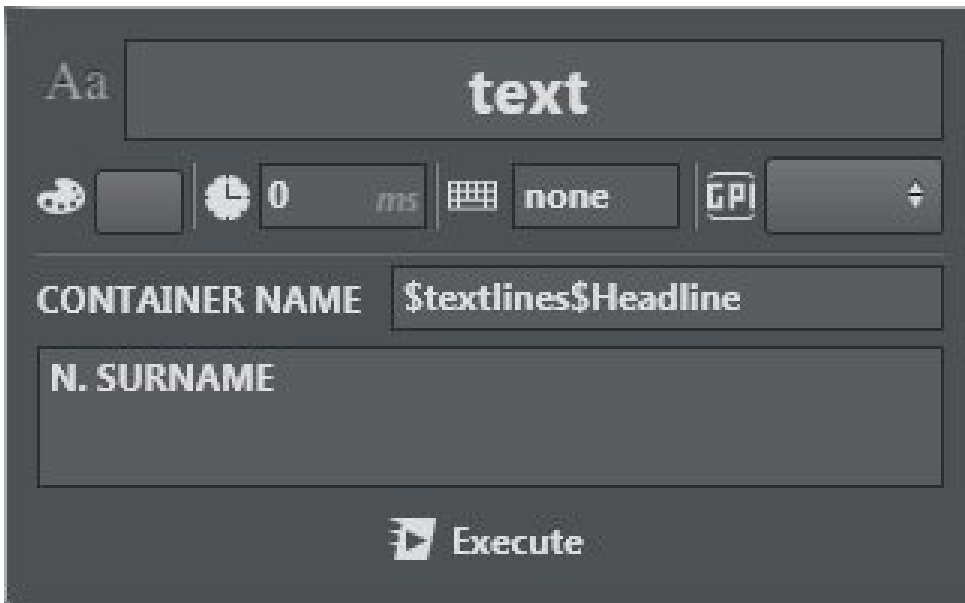 Aa text
0 ms none GPI
CONTAINER NAME $textlines$Headline
N. SURNAME
Execute